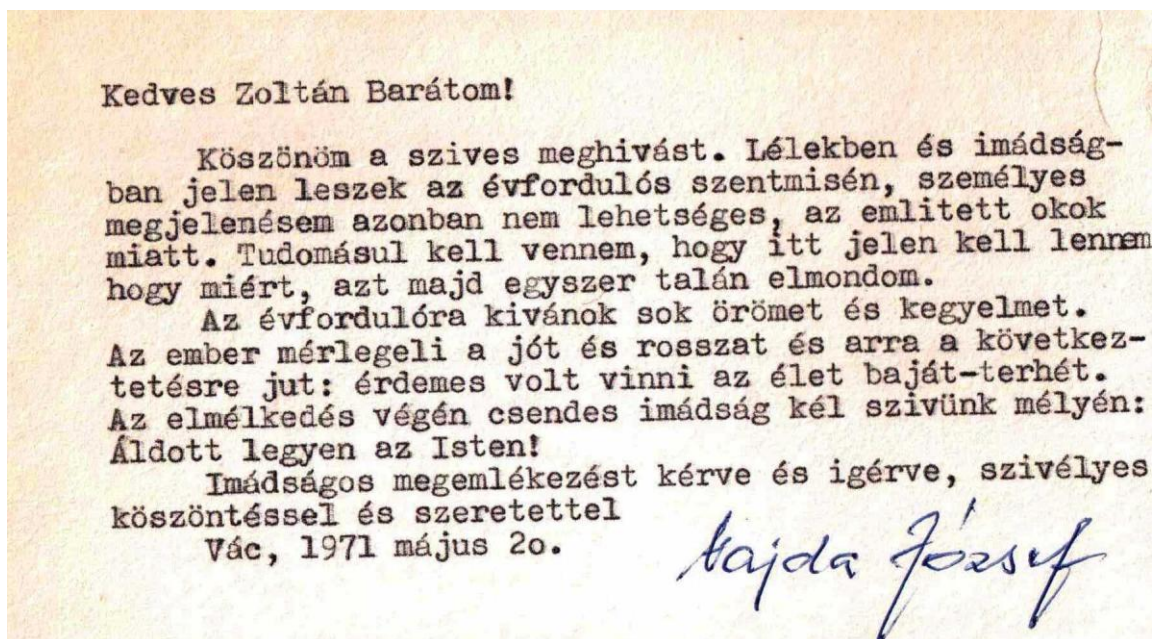 Kedves Zoltán Barátom!
Köszönöm a szives meghivást. Lélekben és imádság-
ban jelen leszek az évfordulós szentmisén, személyes
megjelenésem azonban nem lehetséges, az emlitett okok
miatt. Tudomásul kell vennem, hogy itt jelen kell lennem
hogy miért, azt majd egyszer talán elmondom.
Az évfordulóra kivánok sok örömet és kegyelmet.
Az ember mérlegeli a jót és rosszat és arra a következ-
tetésre jut: érdemes volt vinni az élet baját-terhét.
Az elmélkedés végén csendes imádság kél szivünk mélyén:
Áldott legyen az Isten!
Imádságos megemlékezést kérve és igérve, szivélyes
köszöntéssel és szeretettel
Vác, 1971 május 2o.
Hajda József